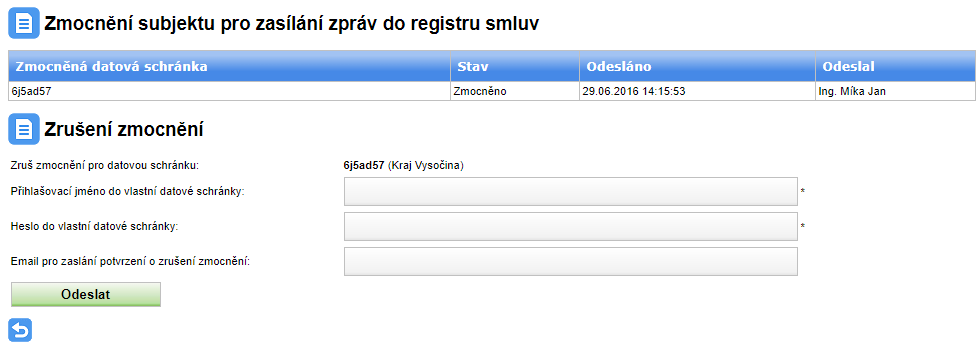 Zmocnění subjektu pro zasílání zpráv do registru smluv
Zmocněná datová schránka Stav Odesláno Odeslal
6j5ad57 Zmocněno 29.06.2016 14:15:53 Ing. Míka Jan
Zrušení zmocnění
Zruš zmocnění pro datovou schránku: 6j5ad57 (Kraj Vysočina)
Přihlašovací jméno do vlastní datové schránky: *
Heslo do vlastní datové schránky: *
Email pro zaslání potvrzení o zrušení zmocnění:
Odeslat